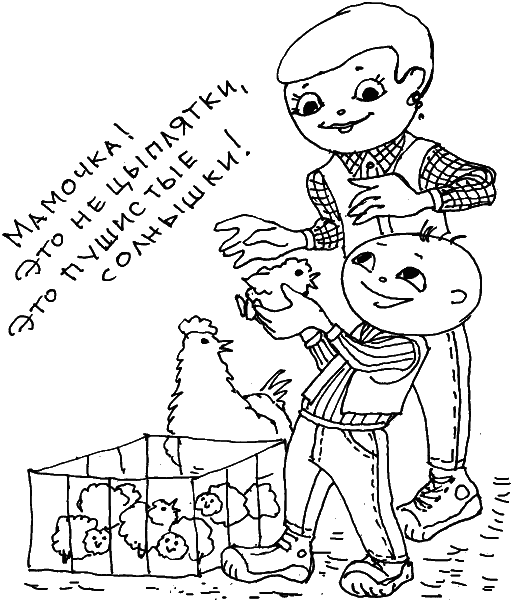 Мамочка!
Это не цыплятки,
Это пушистые
солнышки!